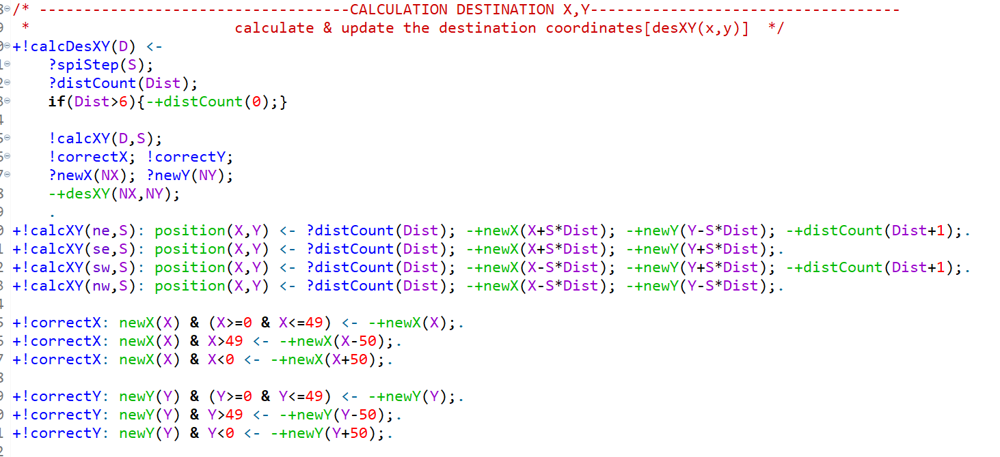 /* -----------------------------------CALCULATION DESTINATION X,Y-----------------------------------
* calculate & update the destination coordinates[desXY(x,y)] */
+!calcDesXY(D) <-
?spiStep(S);
?distCount(Dist);
if(Dist>6){-+distCount(0);}
!calcXY(D,S);
!correctX; !correctY;
?newX(NX); ?newY(NY);
-+desXY(NX,NY);
.
+!calcXY(ne,S): position(X,Y) <- ?distCount(Dist); -+newX(X+S*Dist); -+newY(Y-S*Dist); -+distCount(Dist+1);.
+!calcXY(se,S): position(X,Y) <- ?distCount(Dist); -+newX(X+S*Dist); -+newY(Y+S*Dist);.
+!calcXY(sw,S): position(X,Y) <- ?distCount(Dist); -+newX(X-S*Dist); -+newY(Y+S*Dist); -+distCount(Dist+1);.
+!calcXY(nw,S): position(X,Y) <- ?distCount(Dist); -+newX(X-S*Dist); -+newY(Y-S*Dist);.
+!correctX: newX(X) & (X>=0 & X<=49) <- -+newX(X);.
+!correctX: newX(X) & X>49 <- -+newX(X-50);.
+!correctX: newX(X) & X<0 <- -+newX(X+50);.
+!correctY: newY(Y) & (Y>=0 & Y<=49) <- -+newY(Y);.
+!correctY: newY(Y) & Y>49 <- -+newY(Y-50);.
+!correctY: newY(Y) & Y<0 <- -+newY(Y+50);.